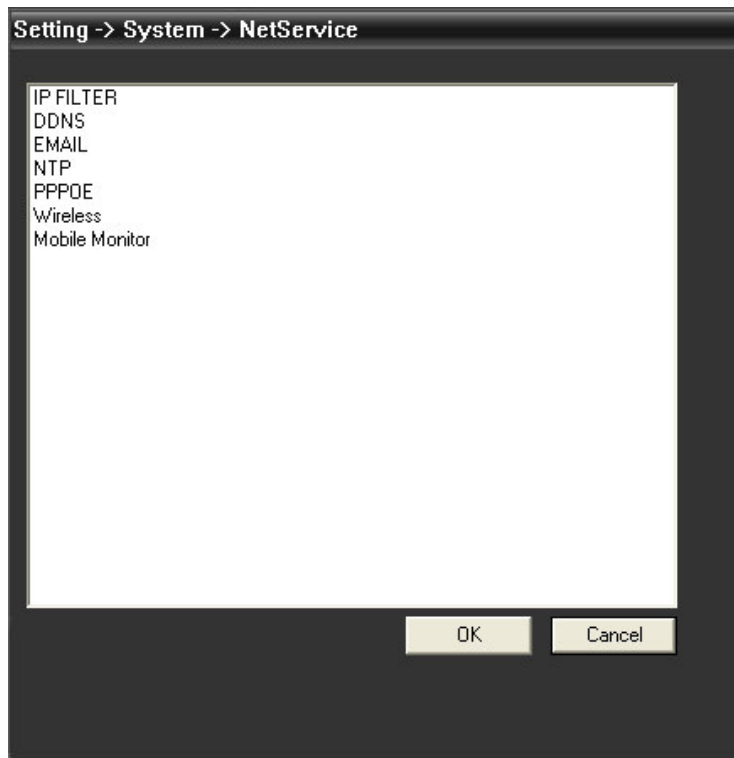 Setting -> System -> NetService
IP FILTER
DDNS
EMAIL
NTP
PPPOE
Wireless
Mobile Monitor
OK
Cancel